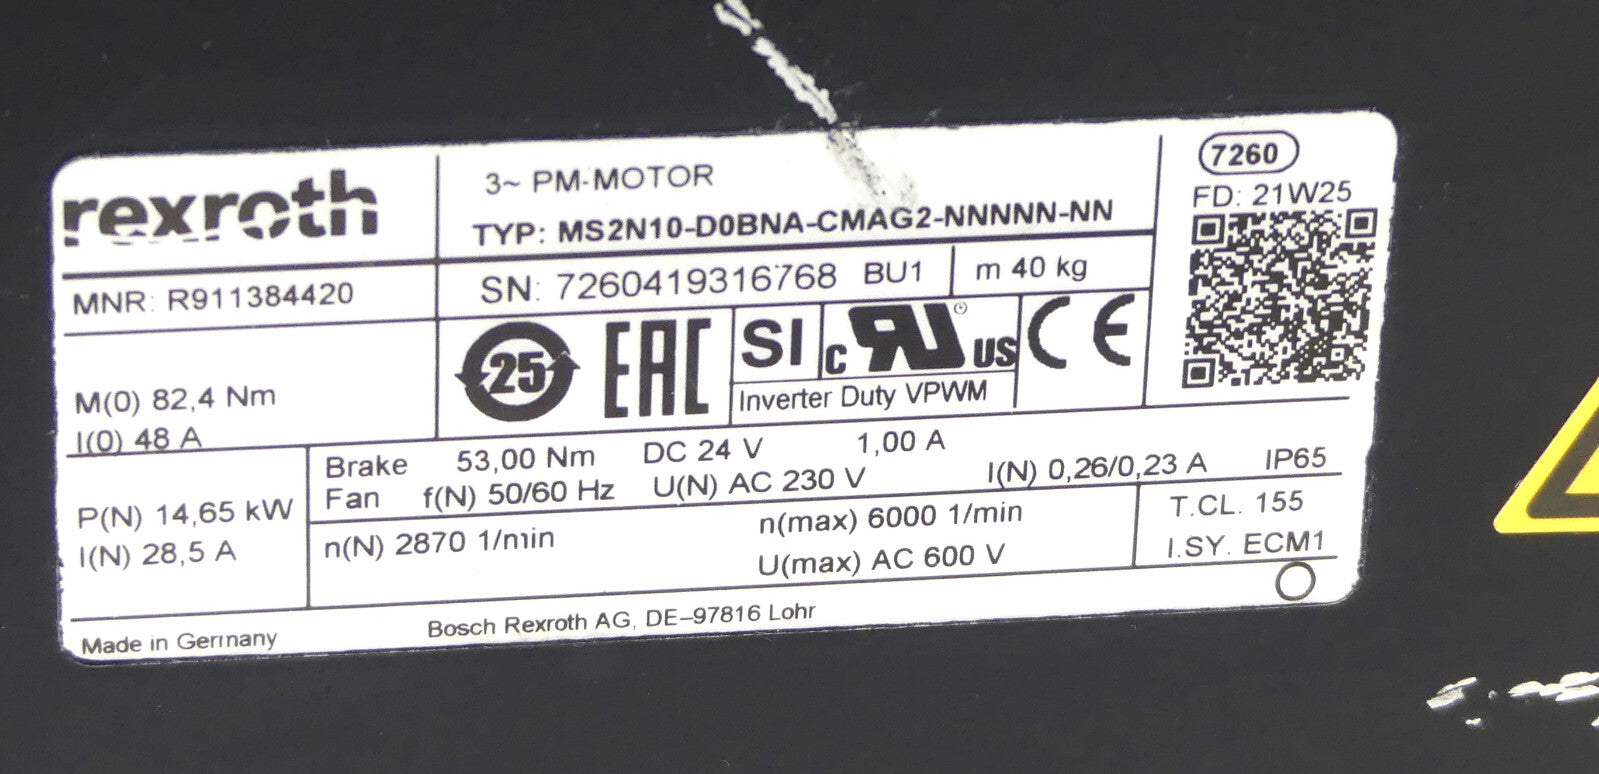 rexroth
3~ PM-MOTOR
TYP: MS2N10-D0BNA-CMAG2-NNNNN-NN
7260
FD: 21W25
MNR: R911384420
SN: 7260419316768 BU1
m 40 kg
25
EAC
SI
c RU ® US
CE
Inverter Duty VPWM
M(0) 82,4 Nm
I(0) 48 A
Brake 53,00 Nm DC 24 V 1,00 A
Fan f(N) 50/60 Hz U(N) AC 230 V I(N) 0,26/0,23 A IP65
P(N) 14,65 kW
I(N) 28,5 A
n(N) 2870 1/min
n(max) 6000 1/min
U(max) AC 600 V
T.CL. 155
I.SY. ECM1
Made in Germany
Bosch Rexroth AG, DE-97816 Lohr